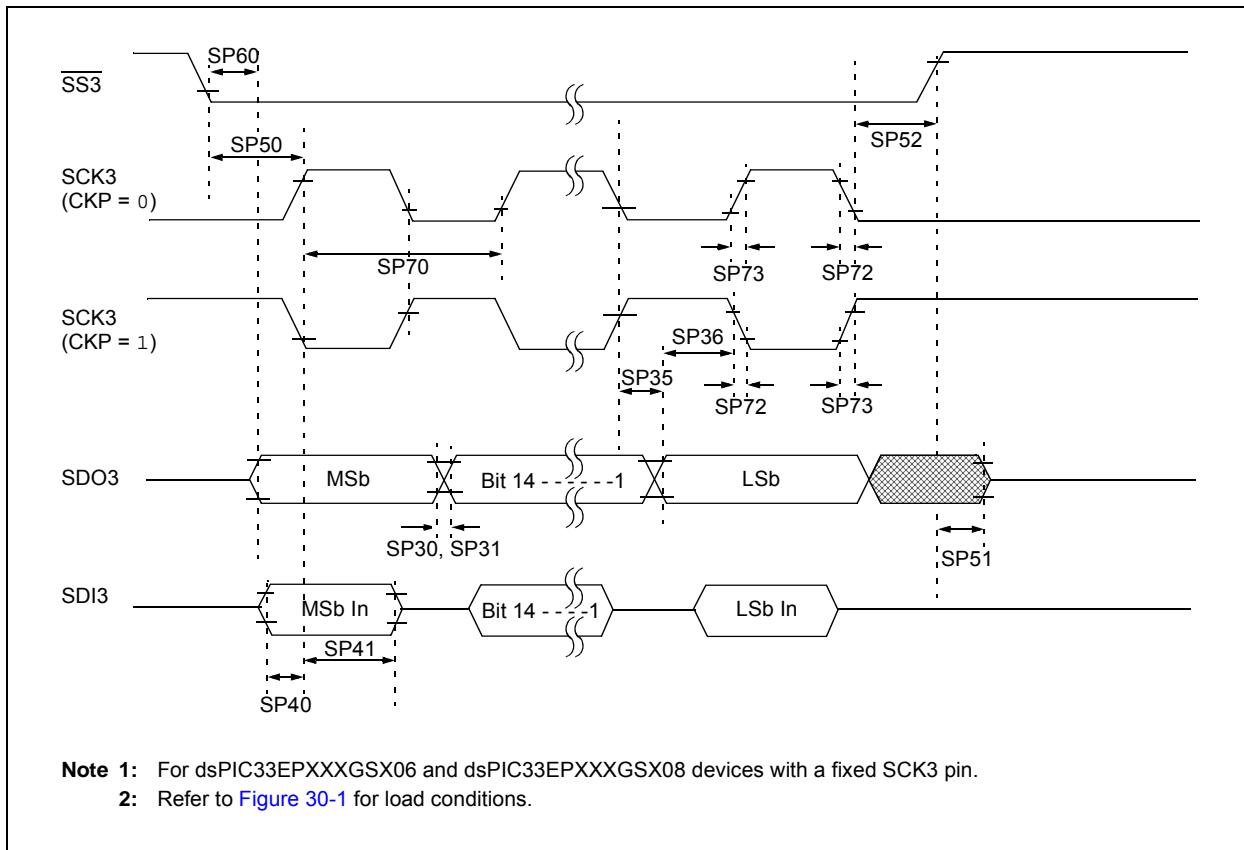 SP60
SS3
SP50
SP52
SCK3
(CKP = 0)
SP70
SP73
SP72
SCK3
(CKP = 1)
SP36
SP35
SP72
SP73
SDO3
MSb
Bit 14 - - - - - -1
LSb
SP30, SP31
SP51
SDI3
MSb In
Bit 14 - - - -1
LSb In
SP41
SP40
Note 1: For dsPIC33EPXXXGSX06 and dsPIC33EPXXXGSX08 devices with a fixed SCK3 pin.
2: Refer to Figure 30-1 for load conditions.